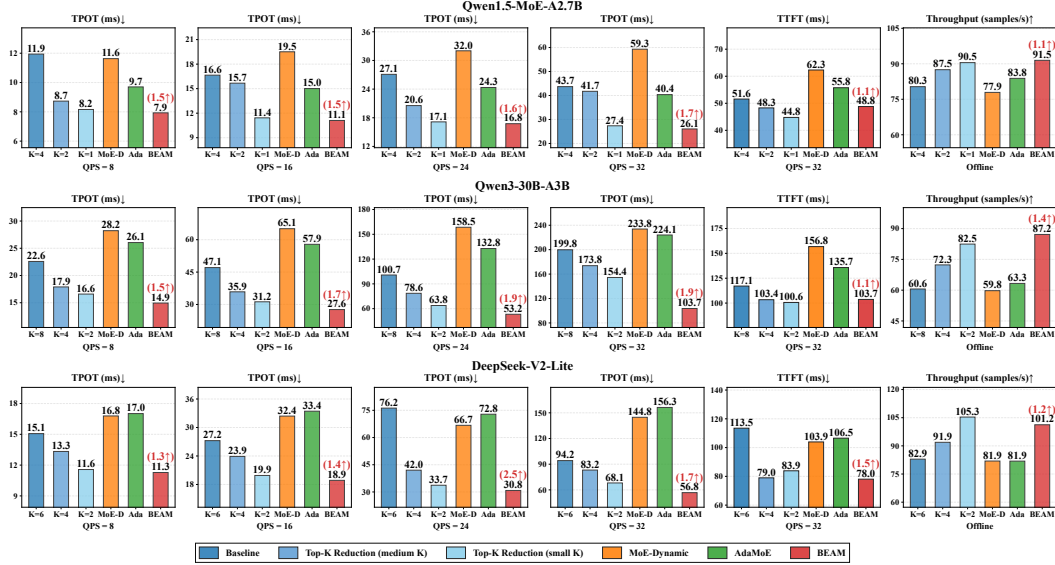 Qwen1.5-MoE-A2.7B
TPOT (ms)↓ TPOT (ms)↓ TPOT (ms)↓ TPOT (ms)↓ TTFT (ms)↓ Throughput (samples/s)↑
12 11 10 9 8 7 6
11.9 8.7 8.2 11.6 9.7 (1.5↑) 7.9
K=4 K=2 K=1 MoE-D Ada BEAM
QPS = 8
21 18 15 12 9
16.6 15.7 11.4 19.5 15.0 (1.5↑) 11.1
K=4 K=2 K=1 MoE-D Ada BEAM
QPS = 16
36 30 24 18 12
27.1 20.6 17.1 32.0 24.3 (1.6↑) 16.8
K=4 K=2 K=1 MoE-D Ada BEAM
QPS = 24
60 50 40 30 20
43.7 41.7 27.4 59.3 40.4 (1.7↑) 26.1
K=4 K=2 K=1 MoE-D Ada BEAM
QPS = 32
70 60 50 40 30
51.6 48.3 44.8 62.3 55.8 (1.1↑) 48.8
K=4 K=2 K=1 MoE-D Ada BEAM
QPS = 32
90 75 60
80.3 87.5 90.5 77.9 83.8 (1.1↑) 91.5
K=4 K=2 K=1 MoE-D Ada BEAM
Offline
Qwen3-30B-A3B
TPOT (ms)↓ TPOT (ms)↓ TPOT (ms)↓ TPOT (ms)↓ TTFT (ms)↓ Throughput (samples/s)↑
30 25 20 15
22.6 17.9 16.6 28.2 26.1 (1.5↑) 14.9
K=8 K=4 K=2 MoE-D Ada BEAM
QPS = 8
60 45 30
47.1 35.9 31.2 65.1 57.9 (1.7↑) 27.6
K=8 K=4 K=2 MoE-D Ada BEAM
QPS = 16
180 150 120 90 60
100.7 78.6 63.8 158.5 132.8 (1.9↑) 53.2
K=8 K=4 K=2 MoE-D Ada BEAM
QPS = 24
240 200 160 120 80
199.8 173.8 154.4 233.8 224.1 (1.9↑) 103.7
K=8 K=4 K=2 MoE-D Ada BEAM
QPS = 32
175 150 125 100
117.1 103.4 100.6 156.8 135.7 (1.1↑) 103.7
K=8 K=4 K=2 MoE-D Ada BEAM
QPS = 32
90 75 60 45
60.6 72.3 82.5 59.8 63.3 (1.4↑) 87.2
K=8 K=4 K=2 MoE-D Ada BEAM
Offline
DeepSeek-V2-Lite
TPOT (ms)↓ TPOT (ms)↓ TPOT (ms)↓ TPOT (ms)↓ TTFT (ms)↓ Throughput (samples/s)↑
18 15 12 9
15.1 13.3 11.6 16.8 17.0 (1.3↑) 11.3
K=6 K=4 K=2 MoE-D Ada BEAM
QPS = 8
36 30 24 18
27.2 23.9 19.9 32.4 33.4 (1.4↑) 18.9
K=6 K=4 K=2 MoE-D Ada BEAM
QPS = 16
75 60 45 30
76.2 42.0 33.7 66.7 72.8 (2.5↑) 30.8
K=6 K=4 K=2 MoE-D Ada BEAM
QPS = 24
150 120 90 60
94.2 83.2 68.1 144.8 156.3 (1.7↑) 56.8
K=6 K=4 K=2 MoE-D Ada BEAM
QPS = 32
120 100 80 60
113.5 79.0 83.9 103.9 106.5 (1.5↑) 78.0
K=6 K=4 K=2 MoE-D Ada BEAM
QPS = 32
105 90 75 60
82.9 91.9 105.3 81.9 81.9 (1.2↑) 101.2
K=6 K=4 K=2 MoE-D Ada BEAM
Offline
Baseline Top-K Reduction (medium K) Top-K Reduction (small K) MoE-Dynamic AdaMoE BEAM